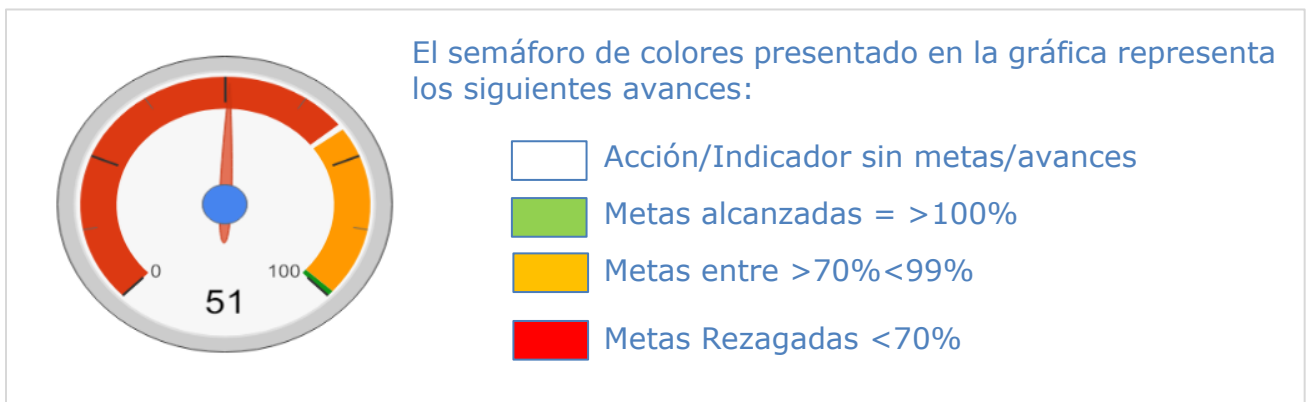 El semáforo de colores presentado en la gráfica representa
los siguientes avances:
Acción/Indicador sin metas/avances
Metas alcanzadas = >100%
Metas entre >70%<99%
Metas Rezagadas <70%
0
100
51